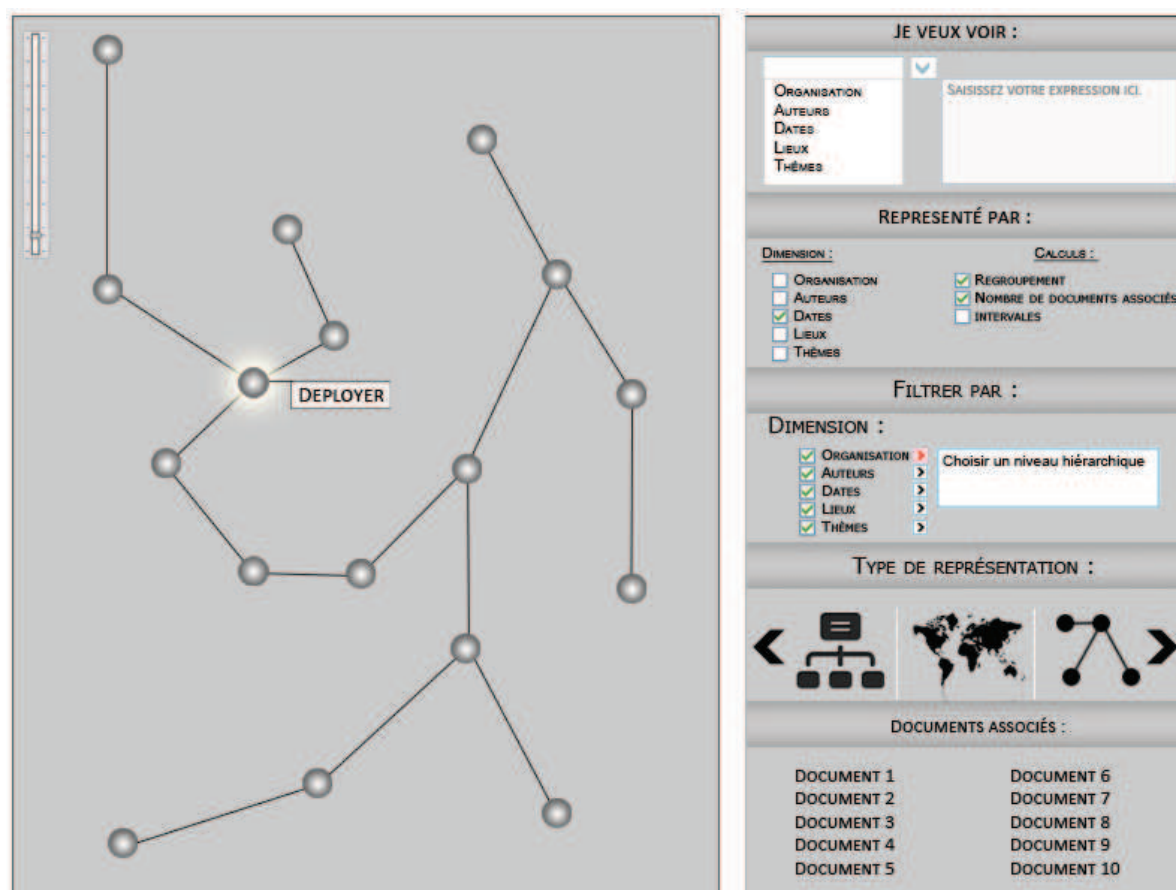 DEPLOYER
JE VEUX VOIR :
ORGANISATION
AUTEURS
DATES
LIEUX
THÈMES
SAISISSEZ VOTRE EXPRESSION ICI.
REPRESENTÉ PAR :
DIMENSION :
ORGANISATION
AUTEURS
DATES
LIEUX
THÈMES
CALCULS :
REGROUPEMENT
NOMBRE DE DOCUMENTS ASSOCIÉS
INTERVALES
FILTRER PAR :
DIMENSION :
ORGANISATION
AUTEURS
DATES
LIEUX
THÈMES
Choisir un niveau hiérarchique
TYPE DE REPRÉSENTATION :
DOCUMENTS ASSOCIÉS :
DOCUMENT 1
DOCUMENT 2
DOCUMENT 3
DOCUMENT 4
DOCUMENT 5
DOCUMENT 6
DOCUMENT 7
DOCUMENT 8
DOCUMENT 9
DOCUMENT 10